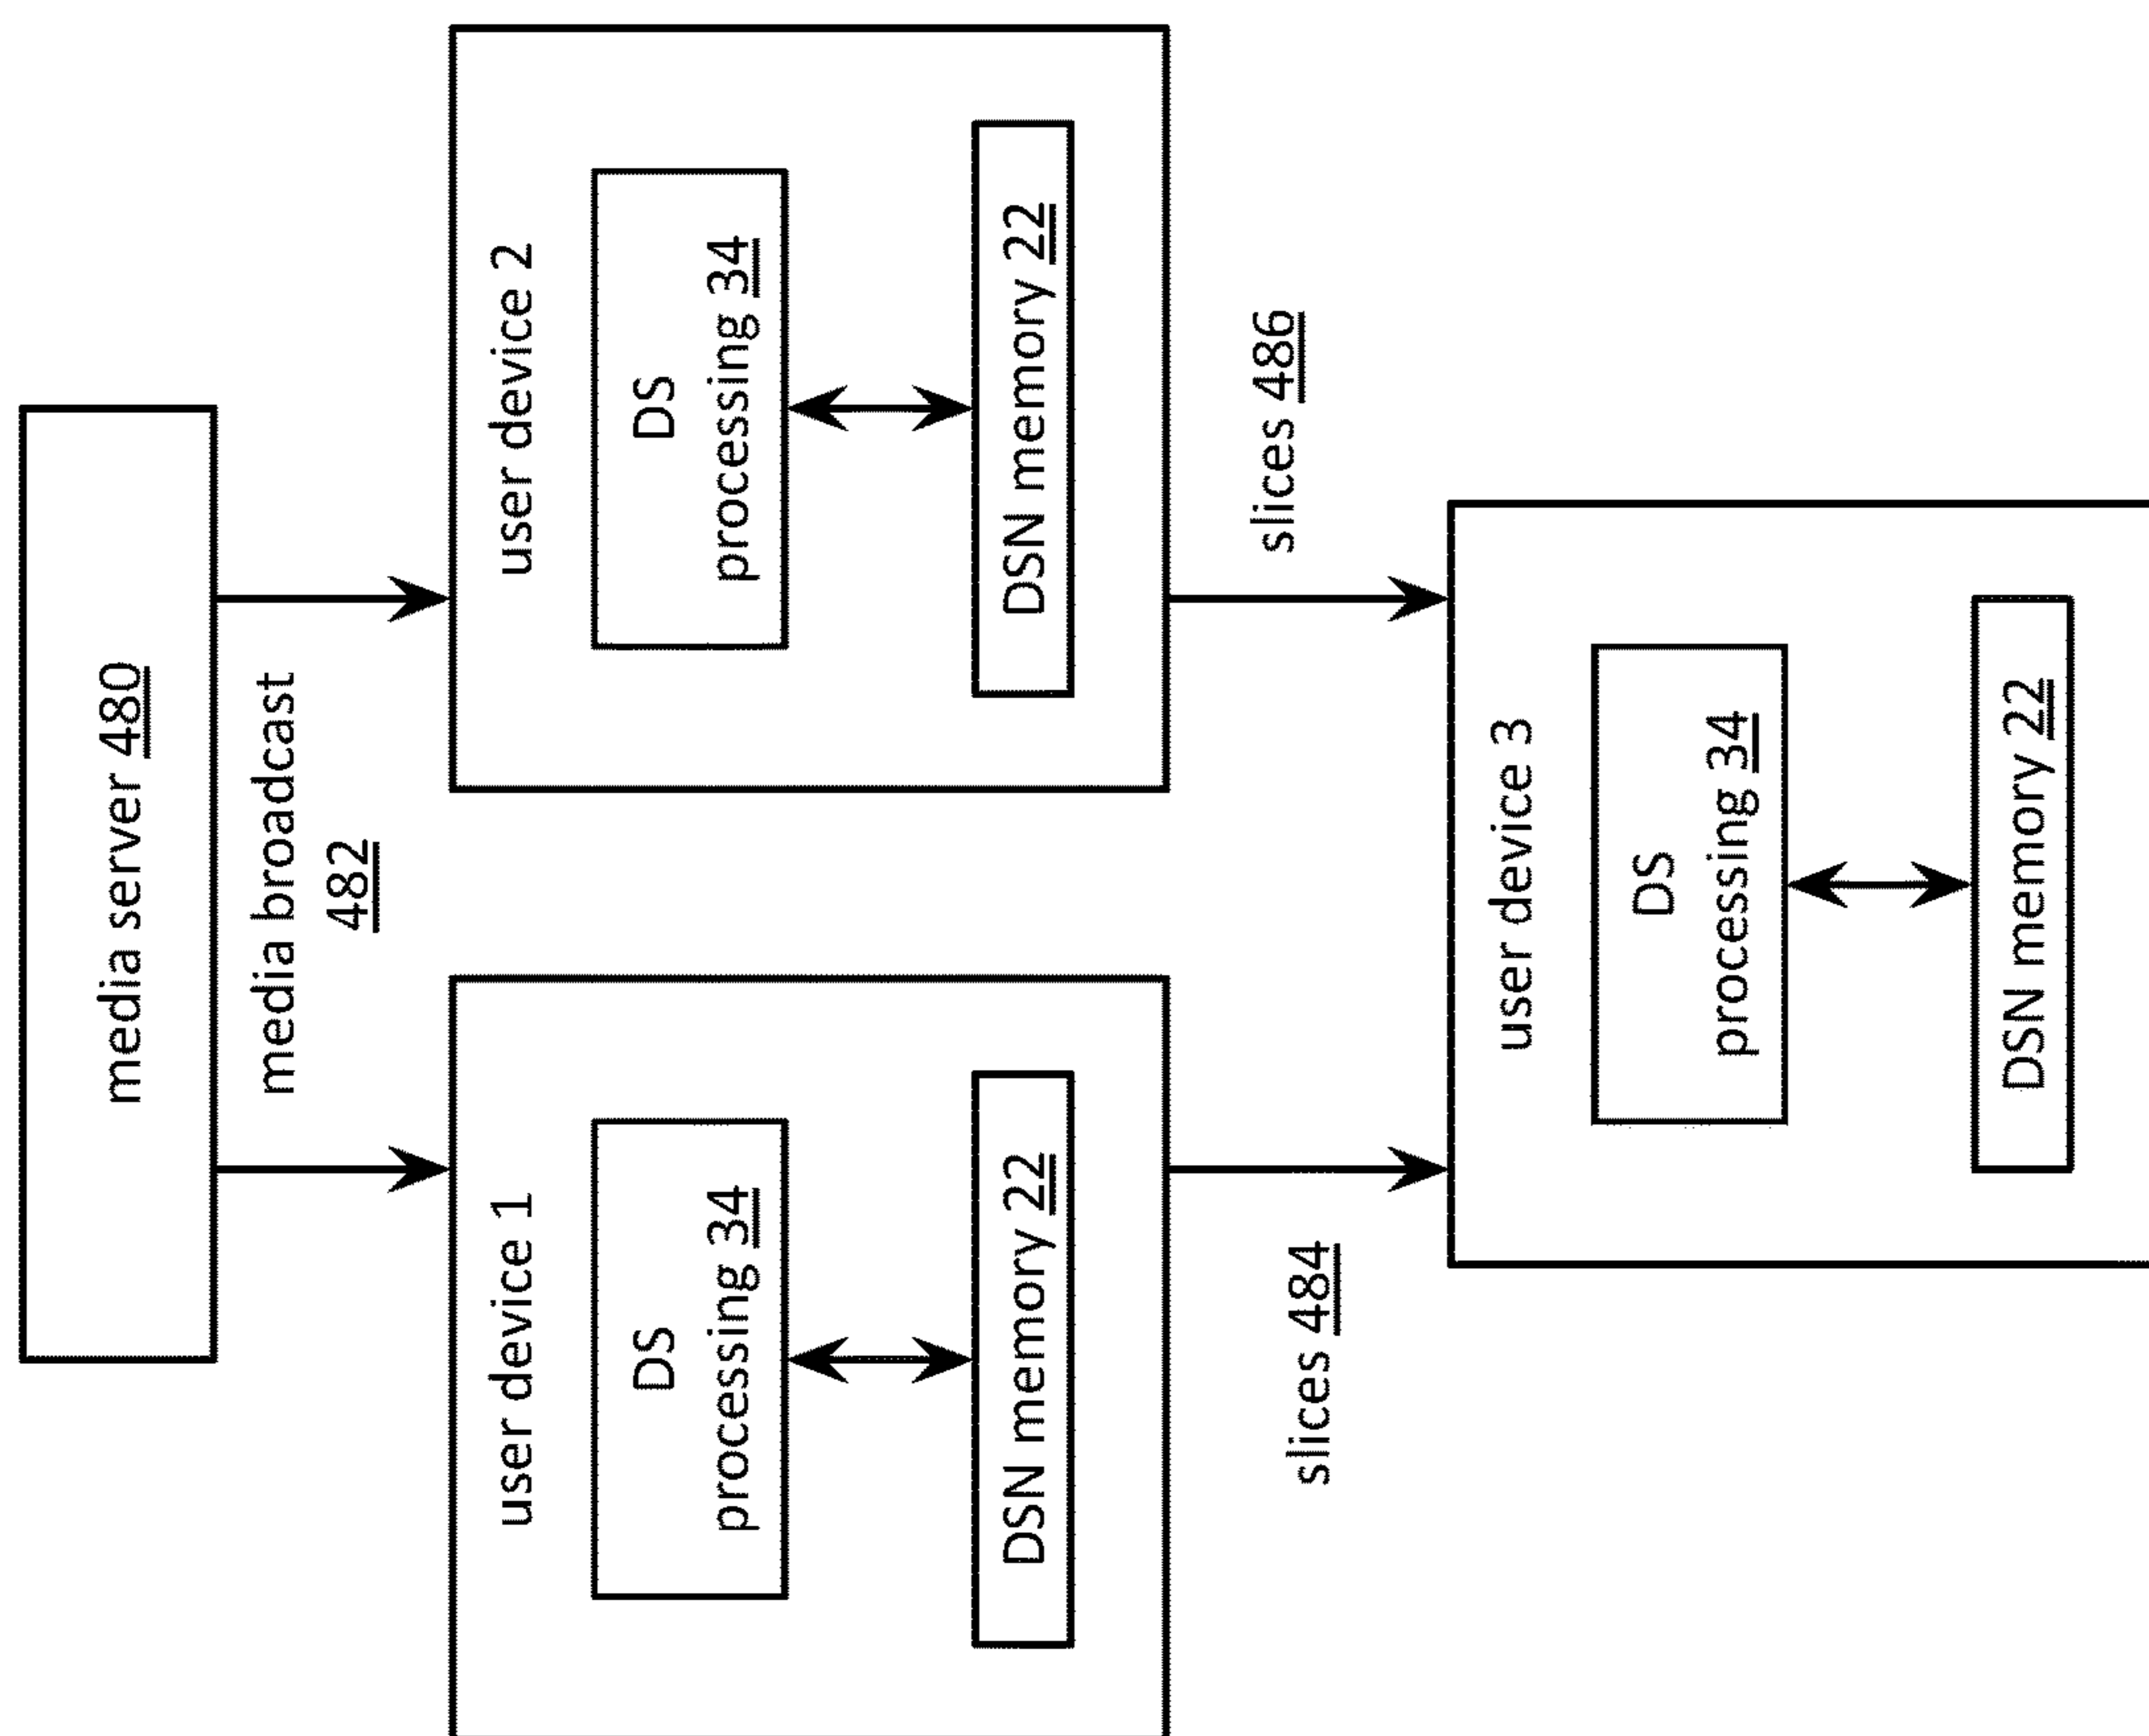 media server 480
media broadcast
482
user device 1
DS
processing 34
DSN memory 22
user device 2
DS
processing 34
DSN memory 22
slices 484
slices 486
user device 3
DS
processing 34
DSN memory 22